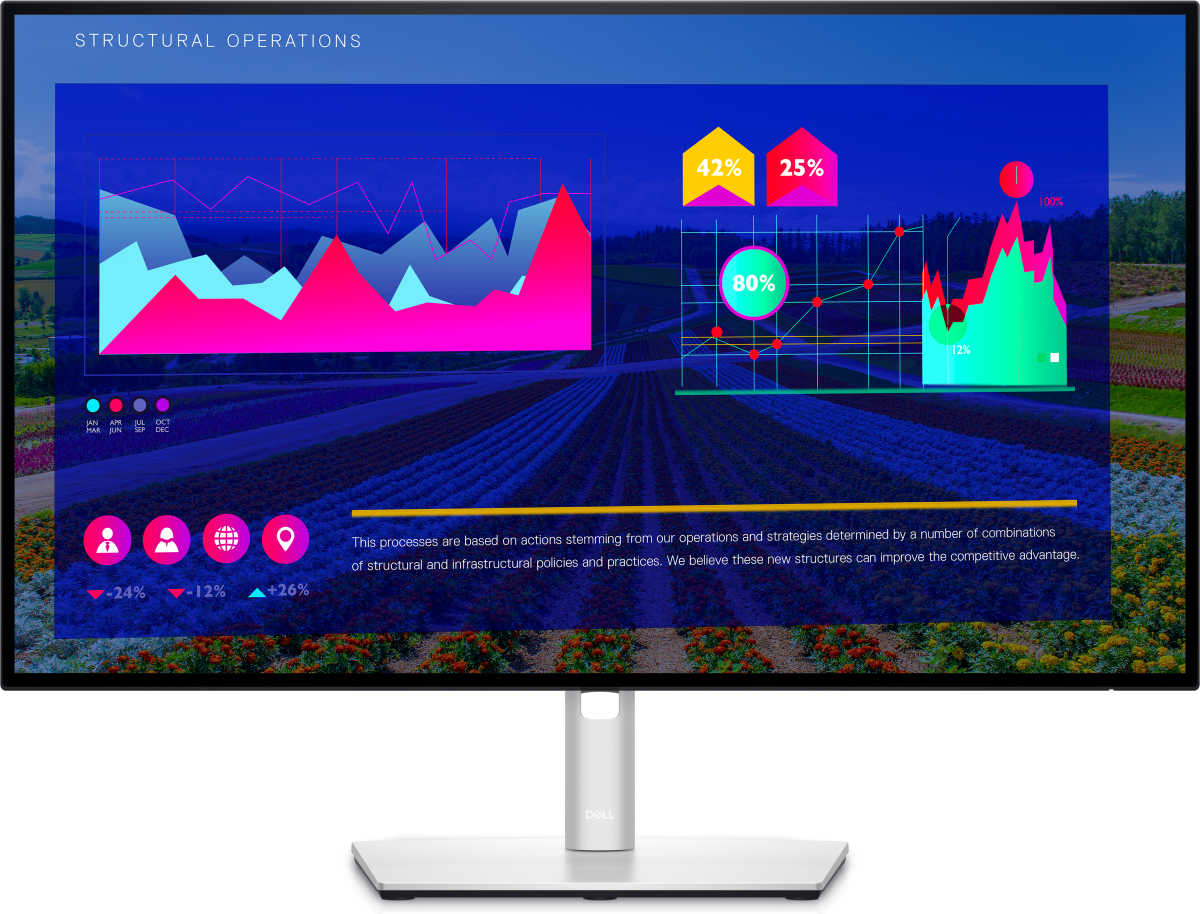 STRUCTURAL OPERATIONS
42%
25%
100%
80%
12%
JAN APR JUL OCT
MAR JUN SEP DEC
This processes are based on actions stemming from our operations and strategies determined by a number of combinations
of structural and infrastructural policies and practices. We believe these new structures can improve the competitive advantage.
-24% -12% +26%
DELL